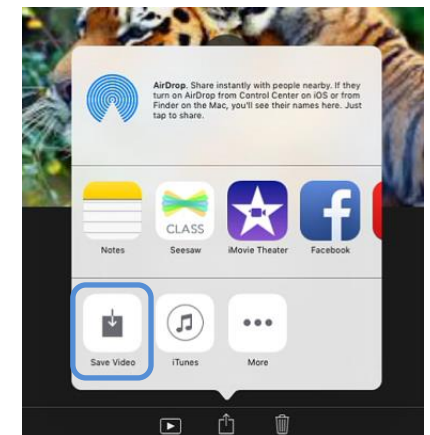 AirDrop. Share instantly with people nearby. If they
turn on AirDrop from Control Center on iOS or from
Finder on the Mac, you'll see their names here. Just
tap to share.
CLASS
Notes Seesaw iMovie Theater Facebook
Save Video iTunes More